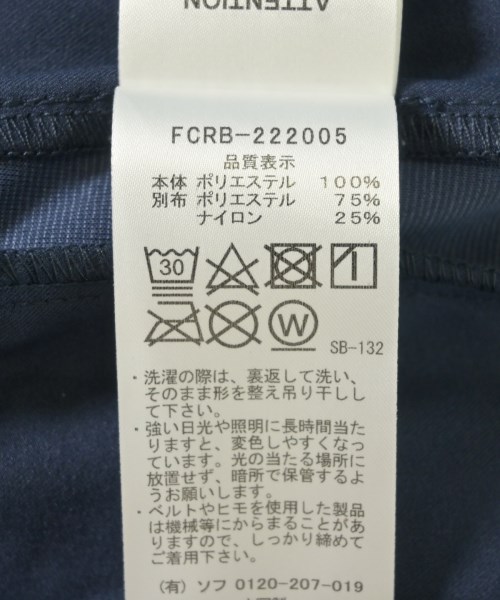 ATTENTION
FCRB-222005
品質表示
本体 ポリエステル 100%
別布 ポリエステル 75%
ナイロン 25%
30
W
SB-132
・洗濯の際は、裏返して洗い、
そのまま形を整え吊り干しし
て下さい。
・強い日光や照明に長時間当た
りますと、変色しやすくなっ
ています。光の当たる場所に
放置せず、暗所で保管するよ
うお願いします。
・ベルトやヒモを使用した製品
は機械等にからまることがあ
りますので、しっかり締めて
ご着用下さい。
(有) ソフ 0120-207-019